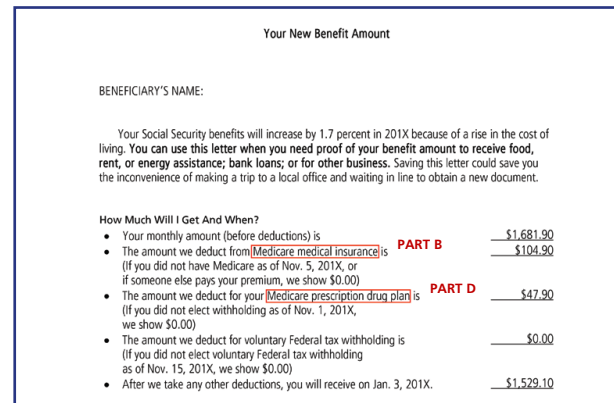 Your New Benefit Amount
BENEFICIARY'S NAME:
Your Social Security benefits will increase by 1.7 percent in 201X because of a rise in the cost of
living. You can use this letter when you need proof of your benefit amount to receive food,
rent, or energy assistance; bank loans; or for other business. Saving this letter could save you
the inconvenience of making a trip to a local office and waiting in line to obtain a new document.
How Much Will I Get And When?
• Your monthly amount (before deductions) is $1,681.90
• The amount we deduct from Medicare medical insurance is PART B $104.90
(If you did not have Medicare as of Nov. 5, 201X, or
if someone else pays your premium, we show $0.00)
• The amount we deduct for your Medicare prescription drug plan is PART D $47.90
(If you did not elect withholding as of Nov. 1, 201X,
we show $0.00)
• The amount we deduct for voluntary Federal tax withholding is $0.00
(If you did not elect voluntary Federal tax withholding
as of Nov. 15, 201X, we show $0.00)
• After we take any other deductions, you will receive on Jan. 3, 201X. $1,529.10